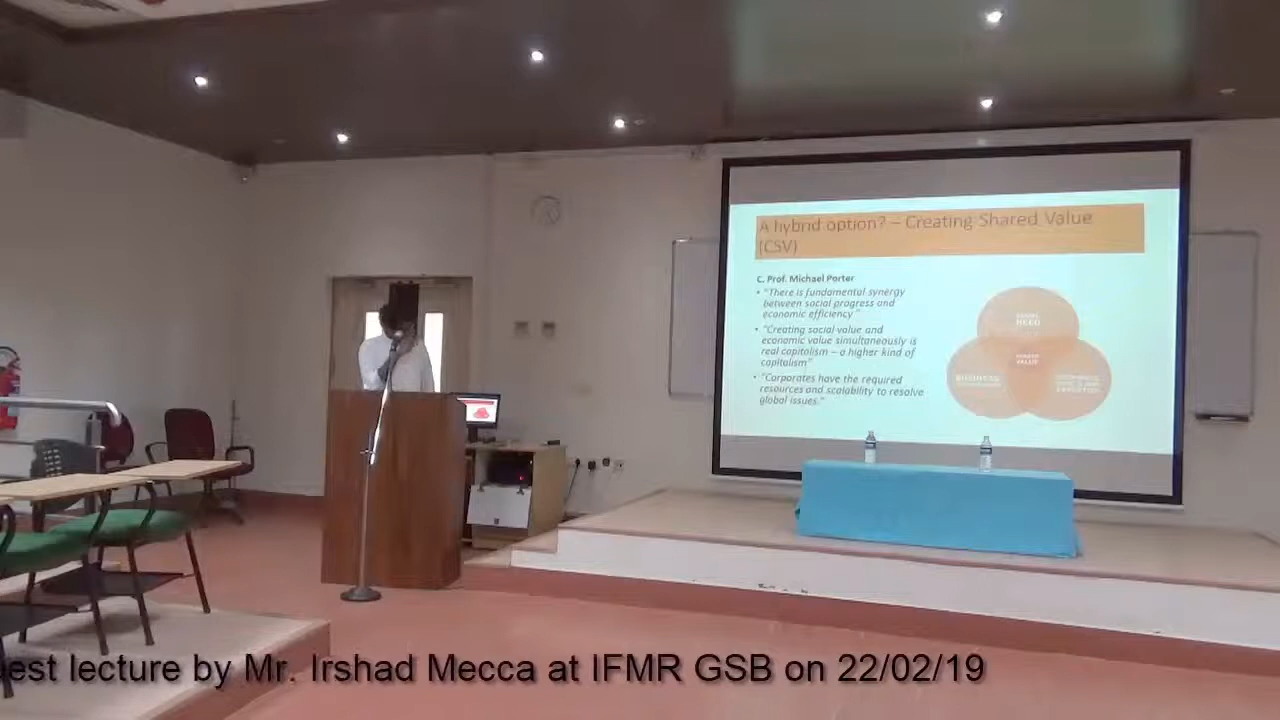 A hybrid option? – Creating Shared Value
(CSV)
C. Prof. Michael Porter
• "There is fundamental synergy
between social progress and
economic efficiency"
• "Creating social value and
economic value simultaneously is
real capitalism – a higher kind of
capitalism"
• "Corporates have the required
resources and scalability to resolve
global issues."
NEED
VALUE
BUSINESS
est lecture by Mr. Irshad Mecca at IFMR GSB on 22/02/19